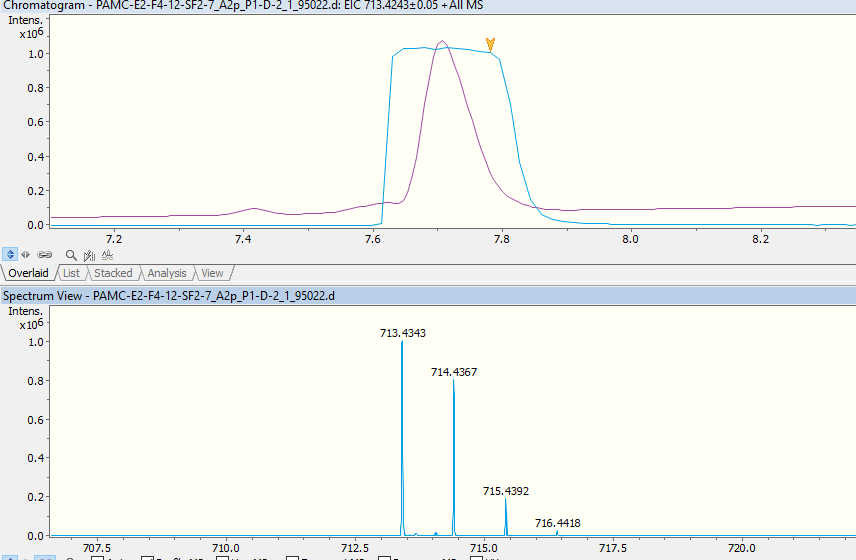 Chromatogram - PAMC-E2-F4-12-SF2-7_A2p_P1-D-2_1_95022.d: EIC 713.4243±0.05 +All MS
Intens.
x10⁶
1.0
0.8
0.6
0.4
0.2
0.0
7.2 7.4 7.6 7.8 8.0 8.2
Overlaid List Stacked Analysis View
Spectrum View - PAMC-E2-F4-12-SF2-7_A2p_P1-D-2_1_95022.d
Intens.
x10⁶
713.4343
1.0
714.4367
0.8
0.6
0.4
715.4392
0.2
716.4418
0.0
707.5 710.0 712.5 715.0 717.5 720.0